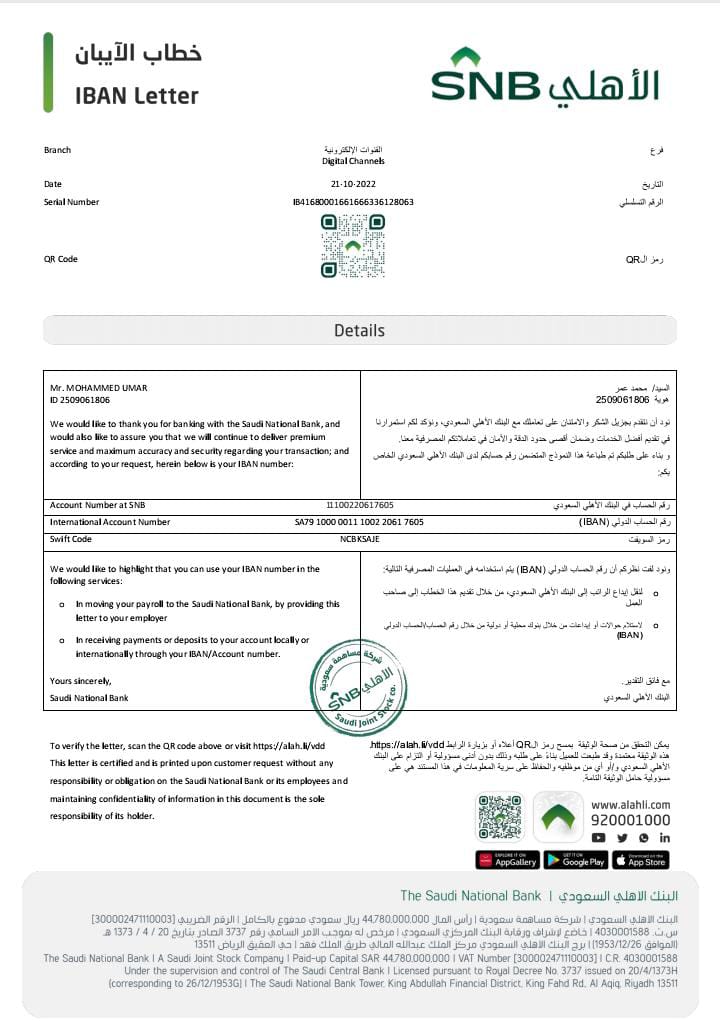 خطاب الآيبان
IBAN Letter
SNB الأهلي
Branch
القنوات الإلكترونية
Digital Channels
فرع
Date
21-10-2022
التاريخ
Serial Number
IB41680001661666336128063
الرقم التسلسلي
QR Code
رمز الQR
Details
Mr. MOHAMMED UMAR
ID 2509061806
We would like to thank you for banking with the Saudi National Bank, and
would also like to assure you that we will continue to deliver premium
service and maximum accuracy and security regarding your transaction; and
according to your request, herein below is your IBAN number:
السيد/ محمد عمر
هوية 2509061806
نود أن نتقدم بجزيل الشكر والامتنان على تعاملك مع البنك الأهلي السعودي، ونؤكد لكم استمرارنا
في تقديم أفضل الخدمات وضمان أقصى حدود الدقة والأمان في تعاملاتكم المصرفية معنا.
و بناء على طلبكم تم طباعة هذا النموذج المتضمن رقم حسابكم لدى البنك الأهلي السعودي الخاص
بكم:
Account Number at SNB
11100220617605
رقم الحساب في البنك الأهلي السعودي
International Account Number
SA79 1000 0011 1002 2061 7605
رقم الحساب الدولي (IBAN)
Swift Code
NCBKSAJE
رمز السويفت
We would like to highlight that you can use your IBAN number in the
following services:
o In moving your payroll to the Saudi National Bank, by providing this
letter to your employer
o In receiving payments or deposits to your account locally or
internationally through your IBAN/Account number.
Yours sincerely,
Saudi National Bank
ونود لفت نظركم أن رقم الحساب الدولي (IBAN) يتم استخدامه في العمليات المصرفية التالية:
o لنقل إيداع الراتب إلى البنك الأهلي السعودي، من خلال تقديم هذا الخطاب إلى صاحب
العمل
o لاستلام حوالات أو إيداعات من خلال بنوك محلية أو دولية من خلال رقم الحساب/الحساب الدولي
(IBAN)
مع فائق التقدير.
البنك الأهلي السعودي
شركة مساهمة سعودية
SNB الأهلي
Saudi Joint Stock co.
To verify the letter, scan the QR code above or visit https://alah.li/vdd
This letter is certified and is printed upon customer request without any
responsibility or obligation on the Saudi National Bank or its employees and
maintaining confidentiality of information in this document is the sole
responsibility of its holder.
يمكن التحقق من صحة الوثيقة بمسح رمز الQR أعلاه أو بزيارة الرابط https://alah.li/vdd.
هذه الوثيقة معتمدة وقد طبعت للعميل بناءً على طلبه وذلك بدون أدنى مسؤولية أو التزام على البنك
الأهلي السعودي و/أو أي من موظفيه والحفاظ على سرية المعلومات في هذا المستند هي على
مسؤولية حامل الوثيقة التامة.
www.alahli.com
920001000
EXPLORE IT ON
AppGallery
GET IT ON
Google Play
Download on the
App Store
البنك الأهلي السعودي | The Saudi National Bank
البنك الأهلي السعودي | شركة مساهمة سعودية | رأس المال 44,780,000,000 ريال سعودي مدفوع بالكامل | الرقم الضريبي [300002471110003]
س.ت. 4030001588 | خاضع لإشراف ورقابة البنك المركزي السعودي | مرخص له بموجب الأمر السامي رقم 3737 الصادر بتاريخ 20 / 4 / 1373 هـ
(الموافق 1953/12/26) | برج البنك الأهلي السعودي مركز الملك عبدالله المالي طريق الملك فهد | حي العقيق الرياض 13511
The Saudi National Bank | A Saudi Joint Stock Company | Paid-up Capital SAR 44,780,000,000 | VAT Number [300002471110003] | C.R. 4030001588
Under the supervision and control of The Saudi Central Bank | Licensed pursuant to Royal Decree No. 3737 issued on 20/4/1373H
(corresponding to 26/12/1953G) | The Saudi National Bank Tower, King Abdullah Financial District, King Fahd Rd., Al Aqiq, Riyadh 13511